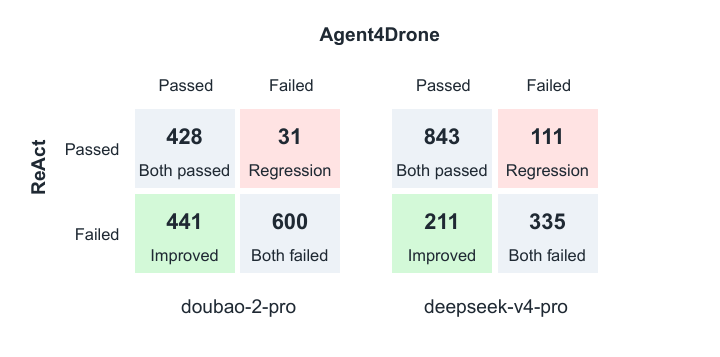 Agent4Drone
Passed Failed Passed Failed
ReAct
Passed
428 31 843 111
Both passed Regression Both passed Regression
Failed
441 600 211 335
Improved Both failed Improved Both failed
doubao-2-pro deepseek-v4-pro